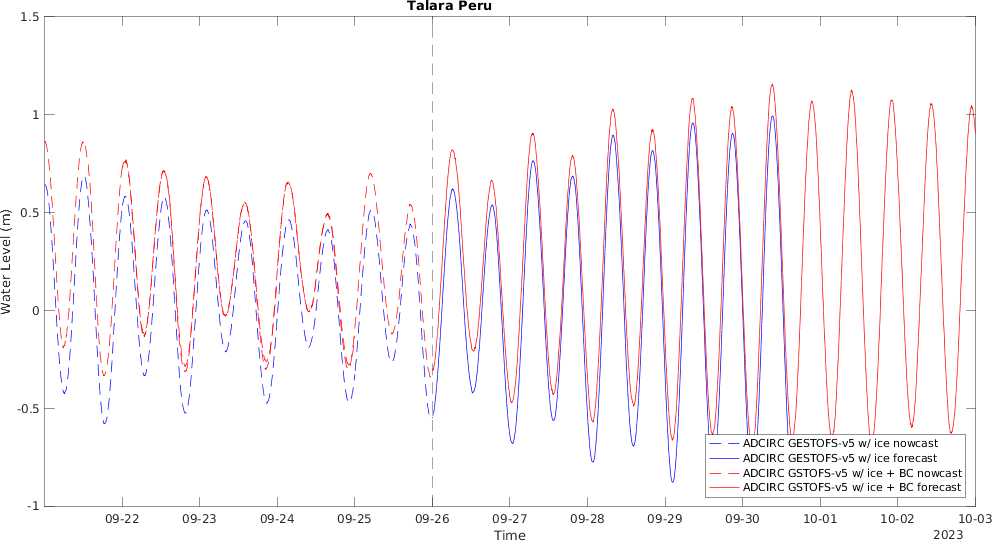 Talara Peru
1.5
1
0.5
0
-0.5
-1
Water Level (m)
09-22 09-23 09-24 09-25 09-26 09-27 09-28 09-29 09-30 10-01 10-02 10-03
Time
2023
ADCIRC GESTOFS-v5 w/ ice nowcast
ADCIRC GESTOFS-v5 w/ ice forecast
ADCIRC GSTOFS-v5 w/ ice + BC nowcast
ADCIRC GSTOFS-v5 w/ ice + BC forecast